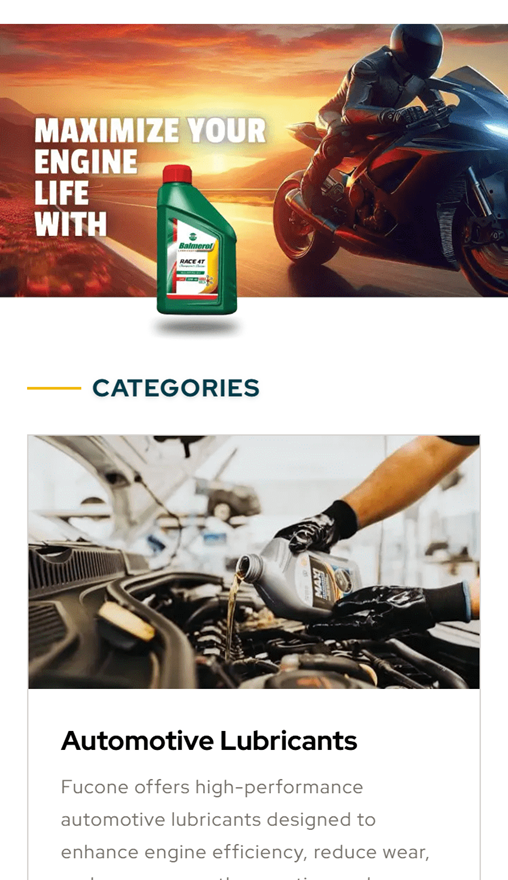 MAXIMIZE YOUR
ENGINE
LIFE
WITH
Balmerol
RACE 4T
CATEGORIES
MAX
Automotive Lubricants
Fucone offers high-performance
automotive lubricants designed to
enhance engine efficiency, reduce wear,